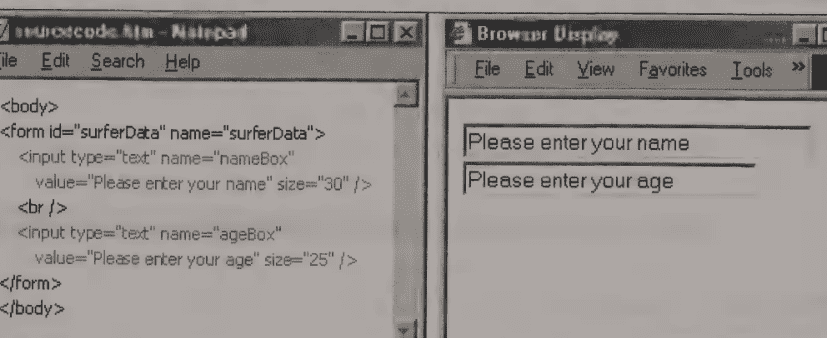 sourcecode.htm - Notepad
File Edit Search Help
<body>
<form id="surferData" name="surferData">
<input type="text" name="nameBox"
value="Please enter your name" size="30" />
<br />
<input type="text" name="ageBox"
value="Please enter your age" size="25" />
</form>
</body>
Browser Display
File Edit View Favorites Tools »
Please enter your name
Please enter your age